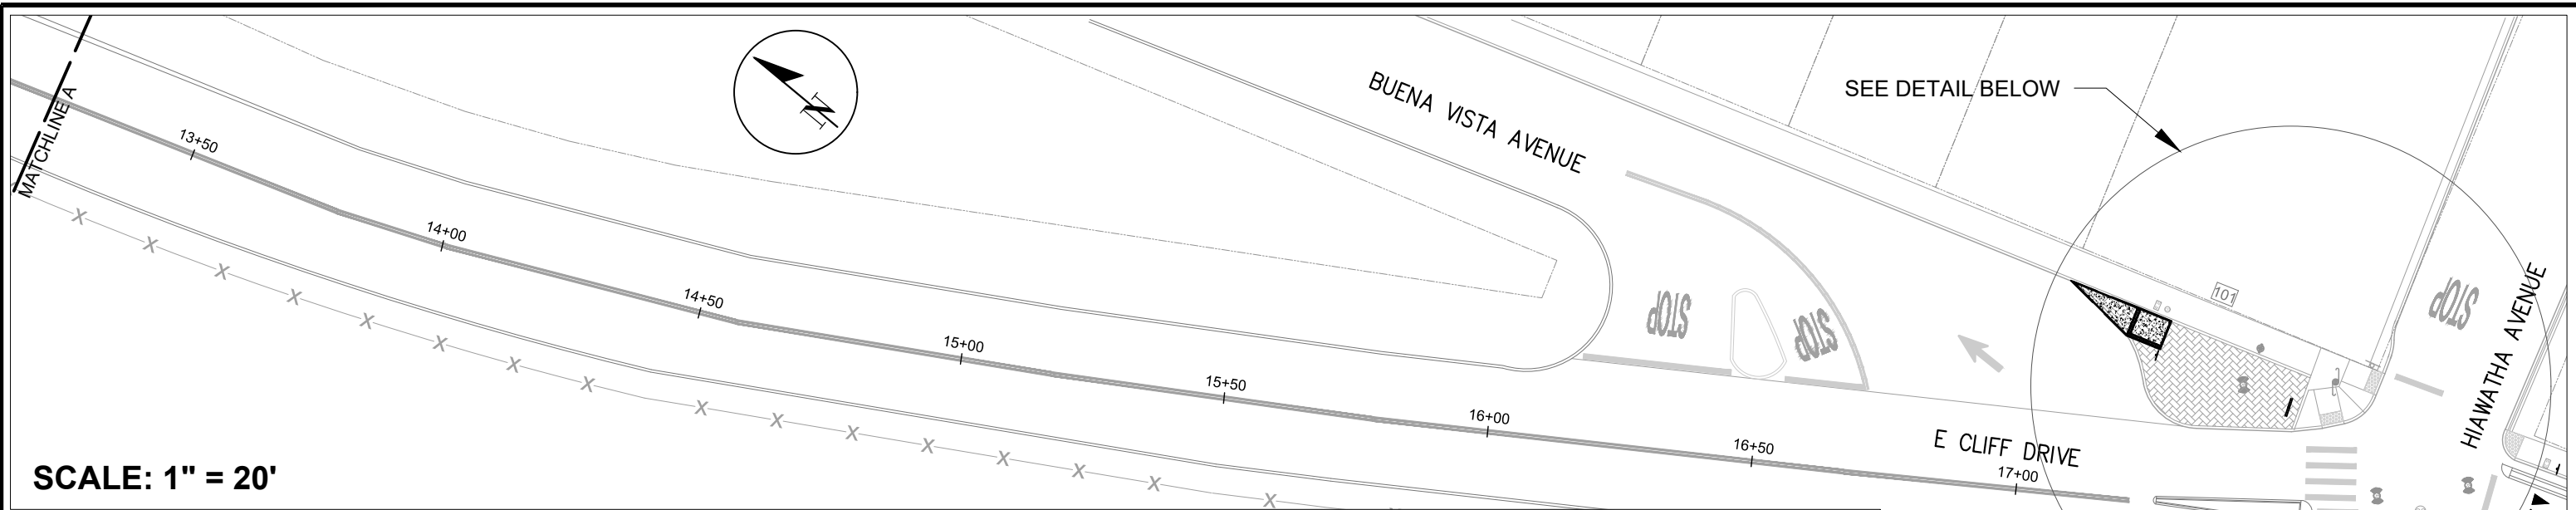 MATCHLINE A
13+50
14+00
14+50
15+00
15+50
16+00
16+50
17+00
N
BUENA VISTA AVENUE
SEE DETAIL BELOW
STOP
STOP
STOP
101
E CLIFF DRIVE
HIAWATHA AVENUE
X X X X X X X X X X X X X X X X X
SCALE: 1" = 20'